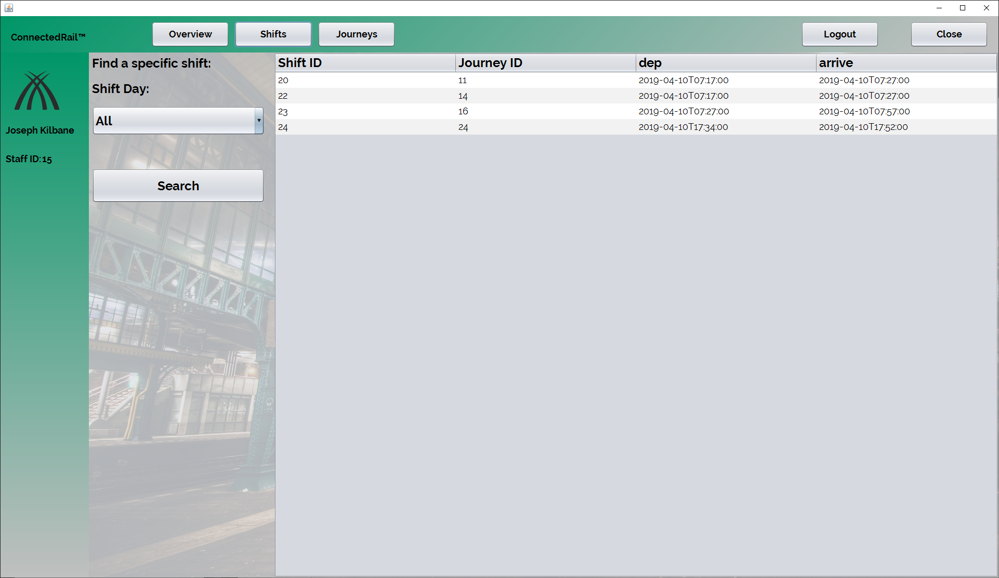 ConnectedRail™
Overview
Shifts
Journeys
Logout
Close
Joseph Kilbane
Staff ID: 15
Find a specific shift:
Shift Day:
All
Search
Shift ID Journey ID dep arrive
20 11 2019-04-10T07:17:00 2019-04-10T07:27:00
22 14 2019-04-10T07:17:00 2019-04-10T07:27:00
23 16 2019-04-10T07:27:00 2019-04-10T07:57:00
24 24 2019-04-10T17:34:00 2019-04-10T17:52:00